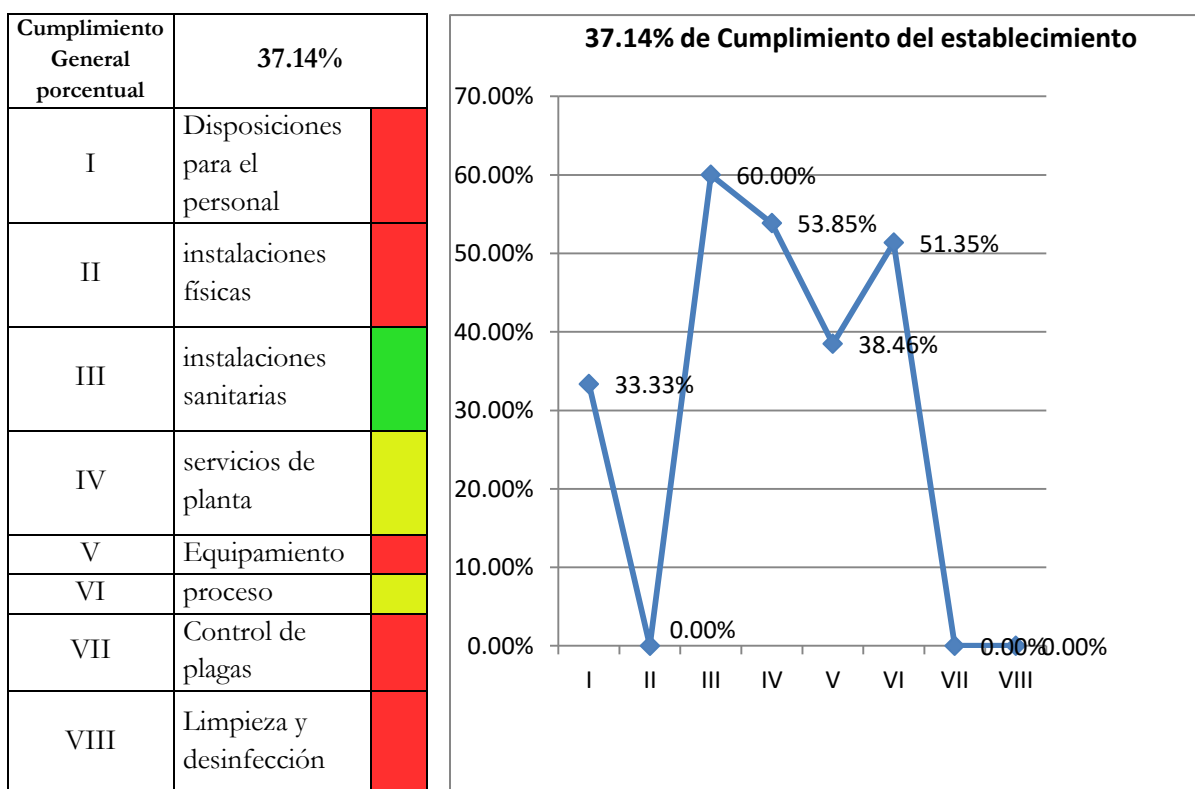 Cumplimiento
General
porcentual
37.14%
I
Disposiciones
para el
personal
II
instalaciones
físicas
III
instalaciones
sanitarias
IV
servicios de
planta
V
Equipamiento
VI
proceso
VII
Control de
plagas
VIII
Limpieza y
desinfección
37.14% de Cumplimiento del establecimiento
70.00%
60.00%
50.00%
40.00%
30.00%
20.00%
10.00%
0.00%
33.33%
0.00%
60.00%
53.85%
38.46%
51.35%
0.00%
0.00%
I II III IV V VI VII VIII